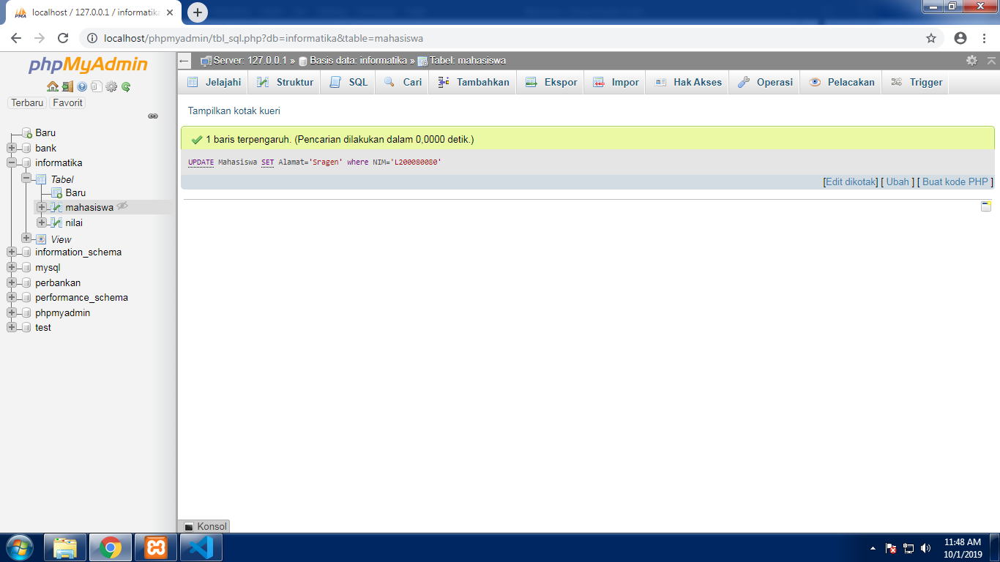 localhost / 127.0.0.1 / informatika
localhost/phpmyadmin/tbl_sql.php?db=informatika&table=mahasiswa
phpMyAdmin
Terbaru Favorit
Baru
bank
informatika
Tabel
Baru
mahasiswa
nilai
View
information_schema
mysql
perbankan
performance_schema
phpmyadmin
test
Server: 127.0.0.1 » Basis data: informatika » Tabel: mahasiswa
Jelajahi Struktur SQL Cari Tambahkan Ekspor Impor Hak Akses Operasi Pelacakan Trigger
Tampilkan kotak kueri
1 baris terpengaruh. (Pencarian dilakukan dalam 0,0000 detik.)
UPDATE Mahasiswa SET Alamat='Sragen' where NIM='L200080080'
[Edit dikotak] [ Ubah ] [ Buat kode PHP ]
Konsol
11:48 AM
10/1/2019